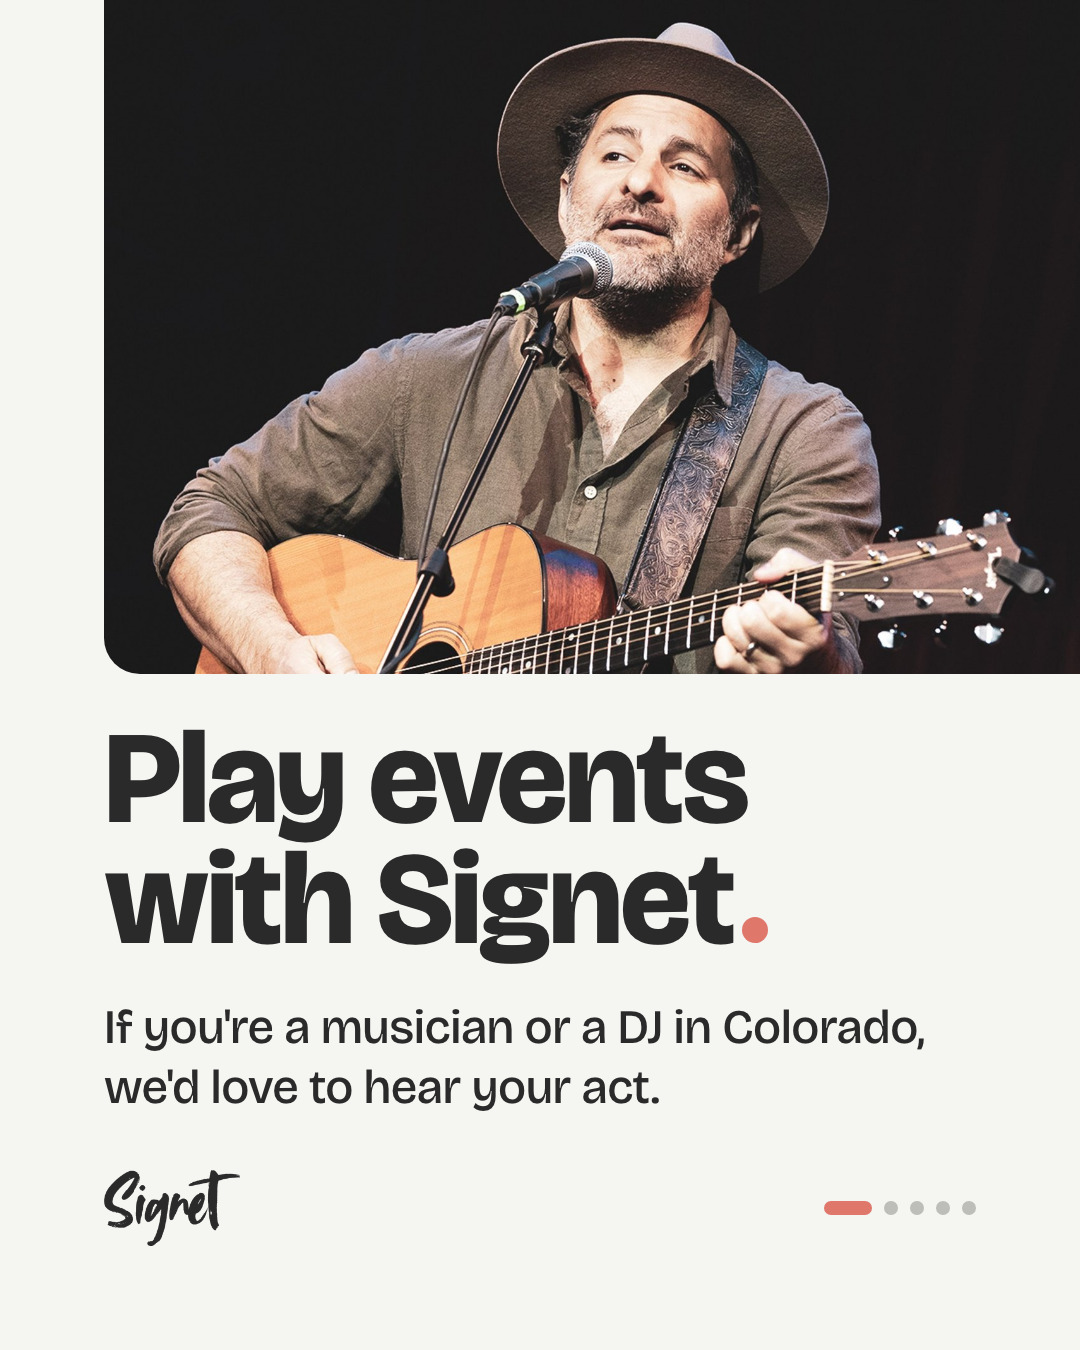 Play events
with Signet.
If you're a musician or a DJ in Colorado,
we'd love to hear your act.
Signet